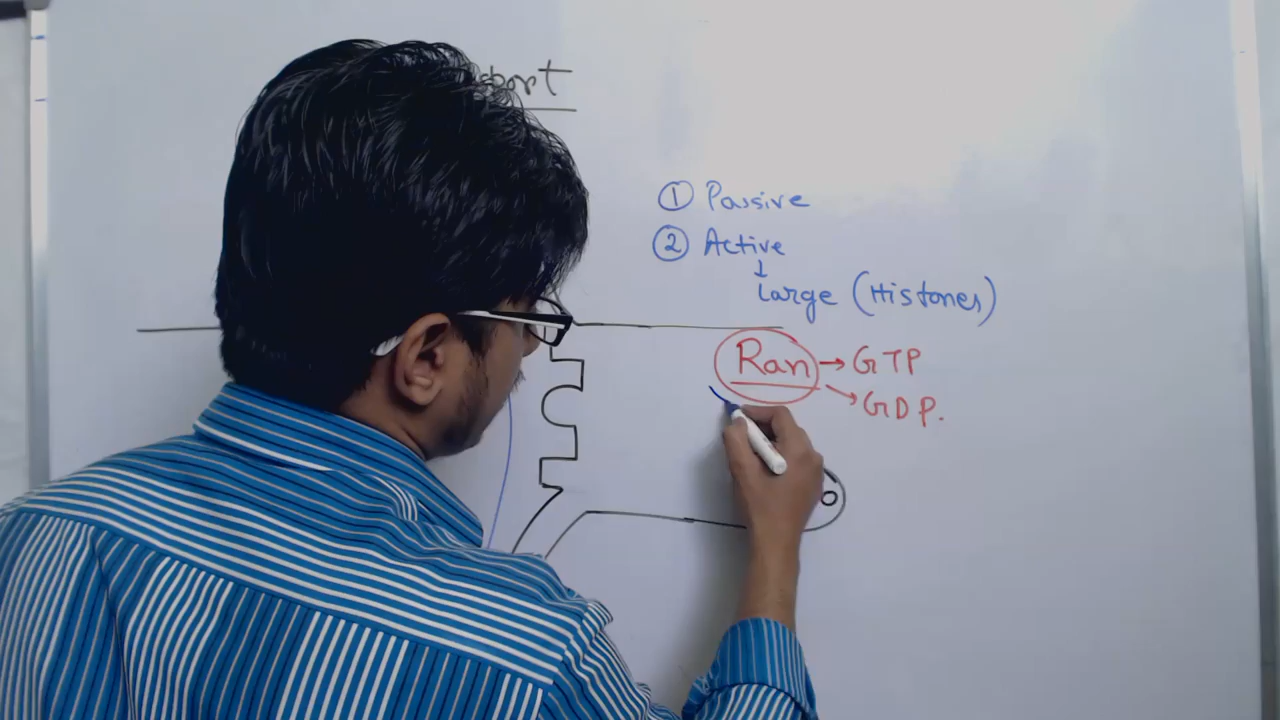 ① Passive
② Active
↓
Large (Histones)
Ran → GTP
→ GDP.